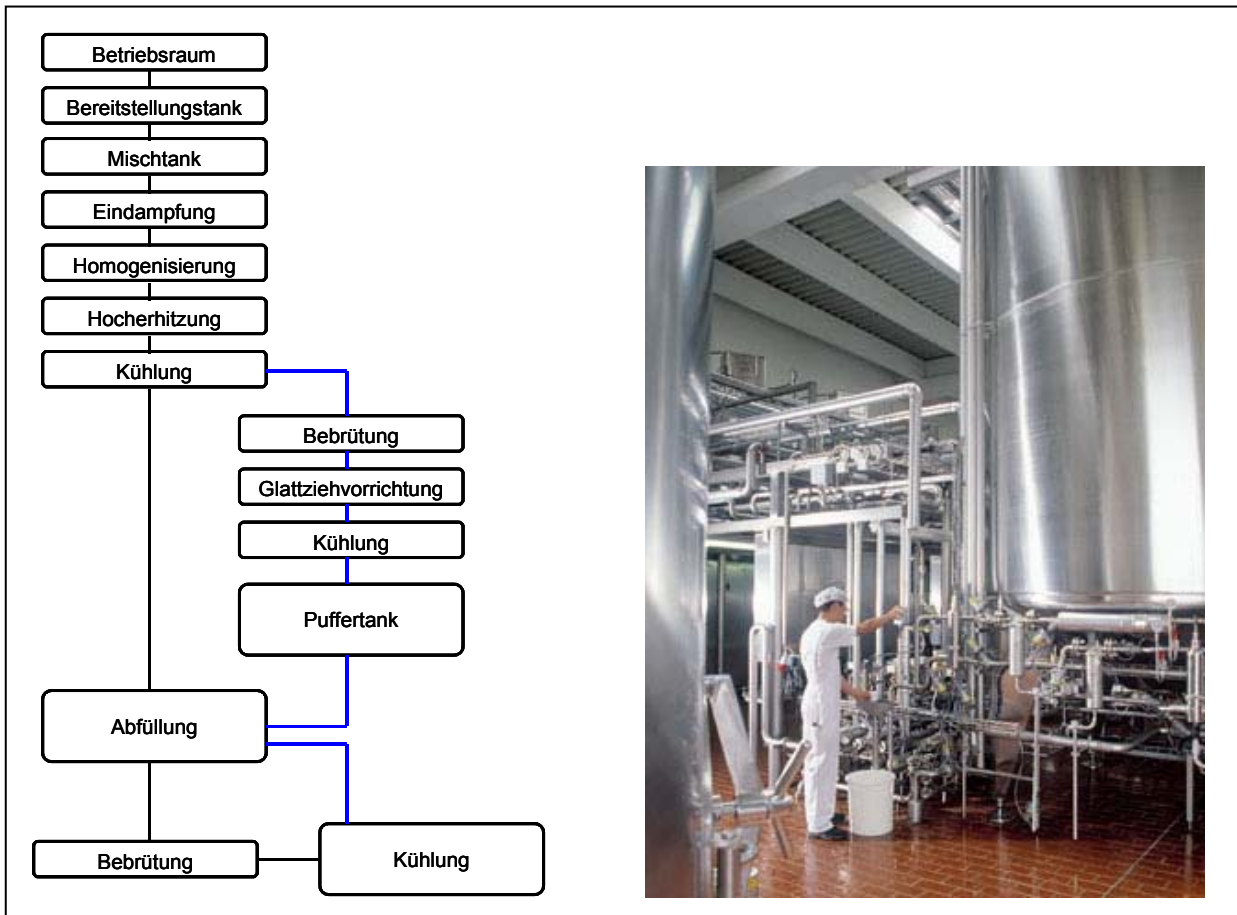 Betriebsraum
Bereitstellungstank
Mischtank
Eindampfung
Homogenisierung
Hocherhitzung
Kühlung
Bebrütung
Glattziehvorrichtung
Kühlung
Puffertank
Abfüllung
Bebrütung
Kühlung